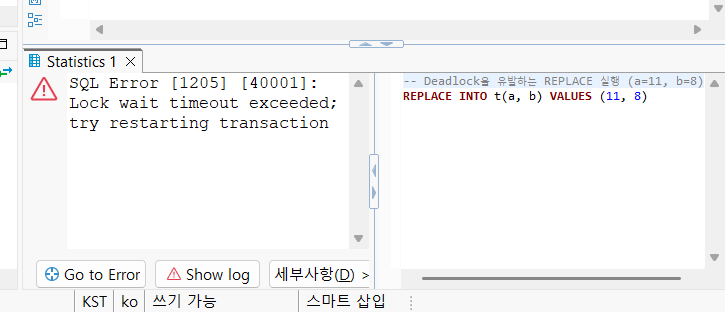 Statistics 1
SQL Error [1205] [40001]:
Lock wait timeout exceeded;
try restarting transaction
-- Deadlock을 유발하는 REPLACE 실행 (a=11, b=8)
REPLACE INTO t(a, b) VALUES (11, 8)
Go to Error
Show log
세부사항(D) >
KST
ko
쓰기 가능
스마트 삽입